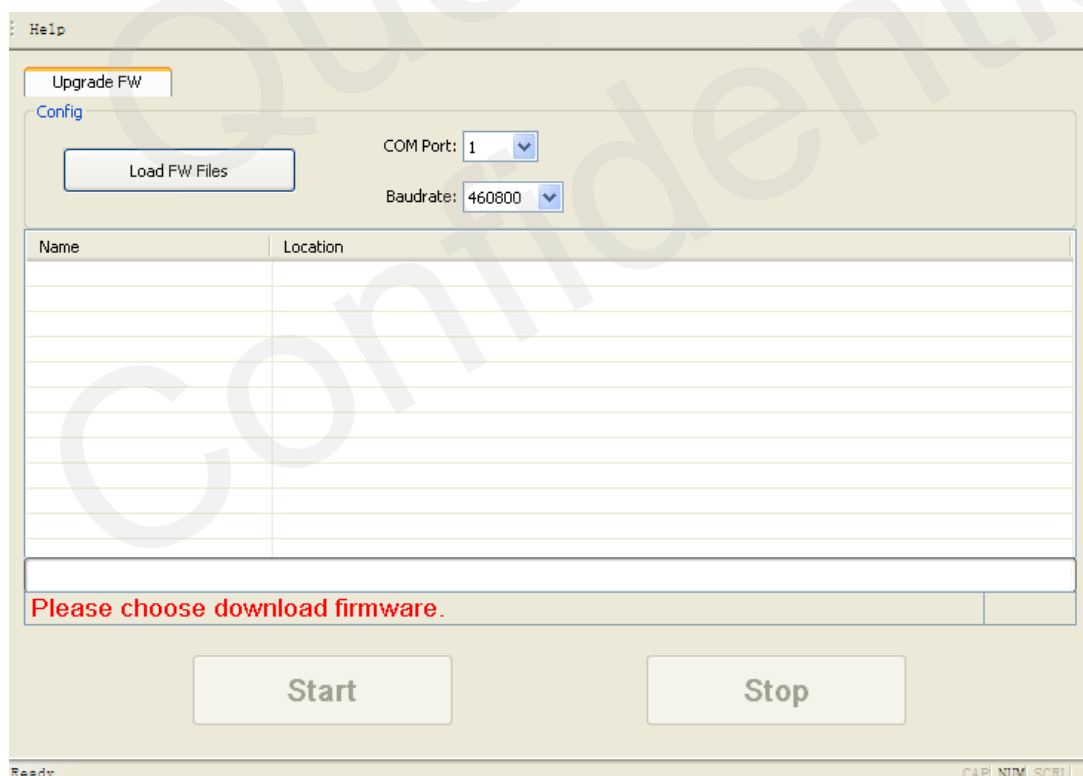 Help
Upgrade FW
Config
Load FW Files
COM Port: 1
Baudrate: 460800
Name Location
Please choose download firmware.
Start Stop
Ready CAP NUM SCRL
Confidenti